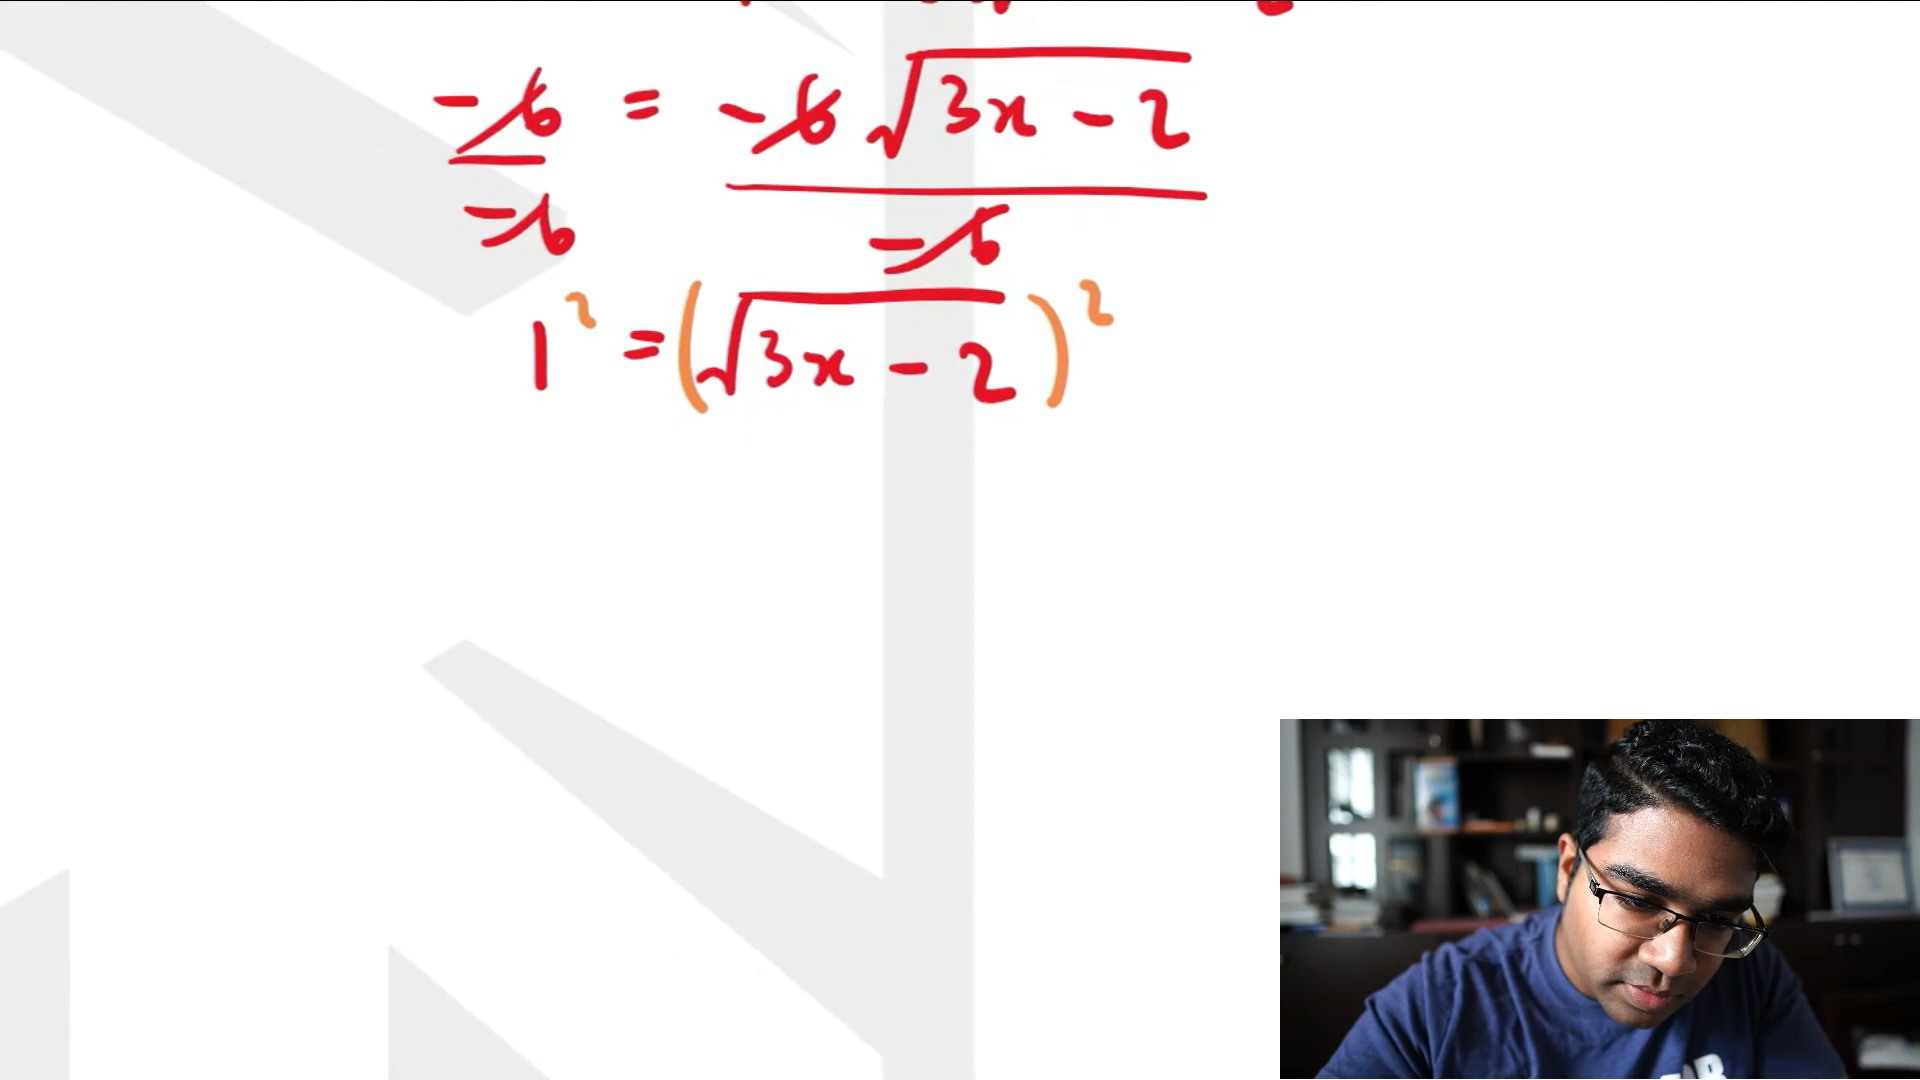 -6 = -6√(3x - 2)
-6 -6
1² = (√(3x - 2))²